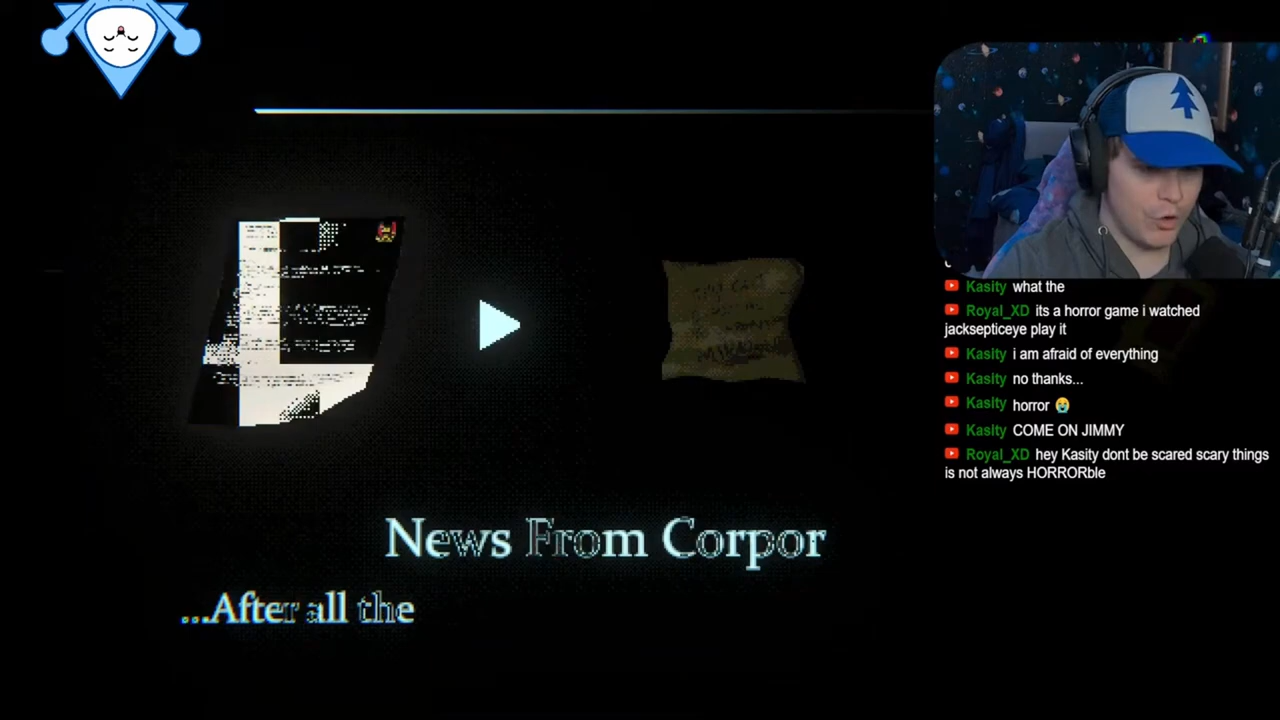 News From Corpor
...After all the
Kasity what the
Royal_XD its a horror game i watched
jacksepticeye play it
Kasity i am afraid of everything
Kasity no thanks...
Kasity horror 😭
Kasity COME ON JIMMY
Royal_XD hey Kasity dont be scared scary things
is not always HORRORble